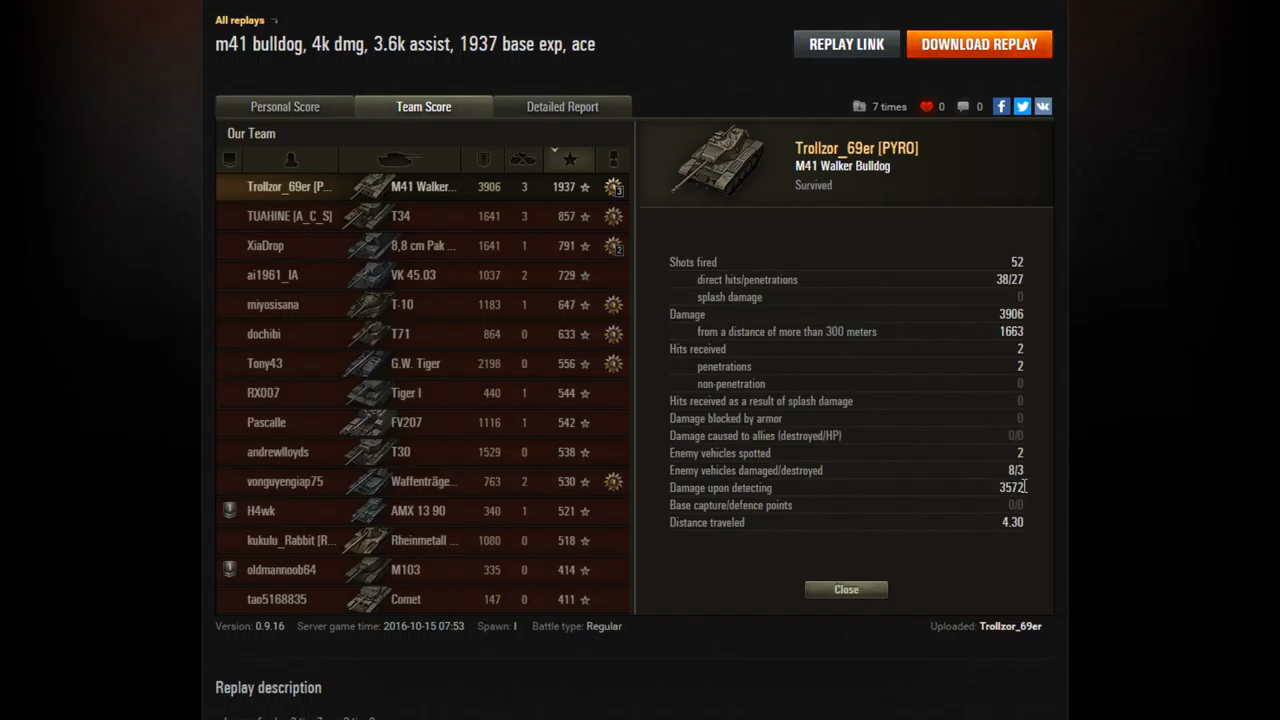 All replays
m41 bulldog, 4k dmg, 3.6k assist, 1937 base exp, ace
REPLAY LINK
DOWNLOAD REPLAY
Personal Score Team Score Detailed Report
7 times 0 0
Our Team
Trollzor_69er [P... M41 Walker... 3906 3 1937 3
TUAHINE [A_C_S] T34 1641 3 857
XiaDrop 8,8 cm Pak ... 1641 1 791 2
ai1961_IA VK 45.03 1037 2 729
miyosisana T-10 1183 1 647
dochibi T71 864 0 633
Tony43 G.W. Tiger 2198 0 556
RX007 Tiger I 440 1 544
Pascalle FV207 1116 1 542
andrewlloyds T30 1529 0 538
vonguyengiap75 Waffenträge... 763 2 530
H4wk AMX 13 90 340 1 521
kukulu_Rabbit [R... Rheinmetall ... 1080 0 518
oldmannoob64 M103 335 0 414
tao5168835 Comet 147 0 411
Trollzor_69er [PYRO]
M41 Walker Bulldog
Survived
Shots fired 52
direct hits/penetrations 38/27
splash damage 0
Damage 3906
from a distance of more than 300 meters 1663
Hits received 2
penetrations 2
non-penetration 0
Hits received as a result of splash damage 0
Damage blocked by armor 0
Damage caused to allies (destroyed/HP) 0/0
Enemy vehicles spotted 2
Enemy vehicles damaged/destroyed 8/3
Damage upon detecting 3572
Base capture/defence points 0/0
Distance traveled 4.30
Close
Version: 0.9.16 Server game time: 2016-10-15 07:53 Spawn: I Battle type: Regular
Uploaded: Trollzor_69er
Replay description